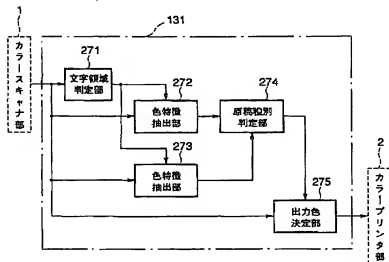 131
1
カラースキャナ部
271
文字領域
判定部
272
色特徴
抽出部
274
原稿種別
判定部
273
色特徴
抽出部
275
出力色
決定部
2
カラープリンタ部